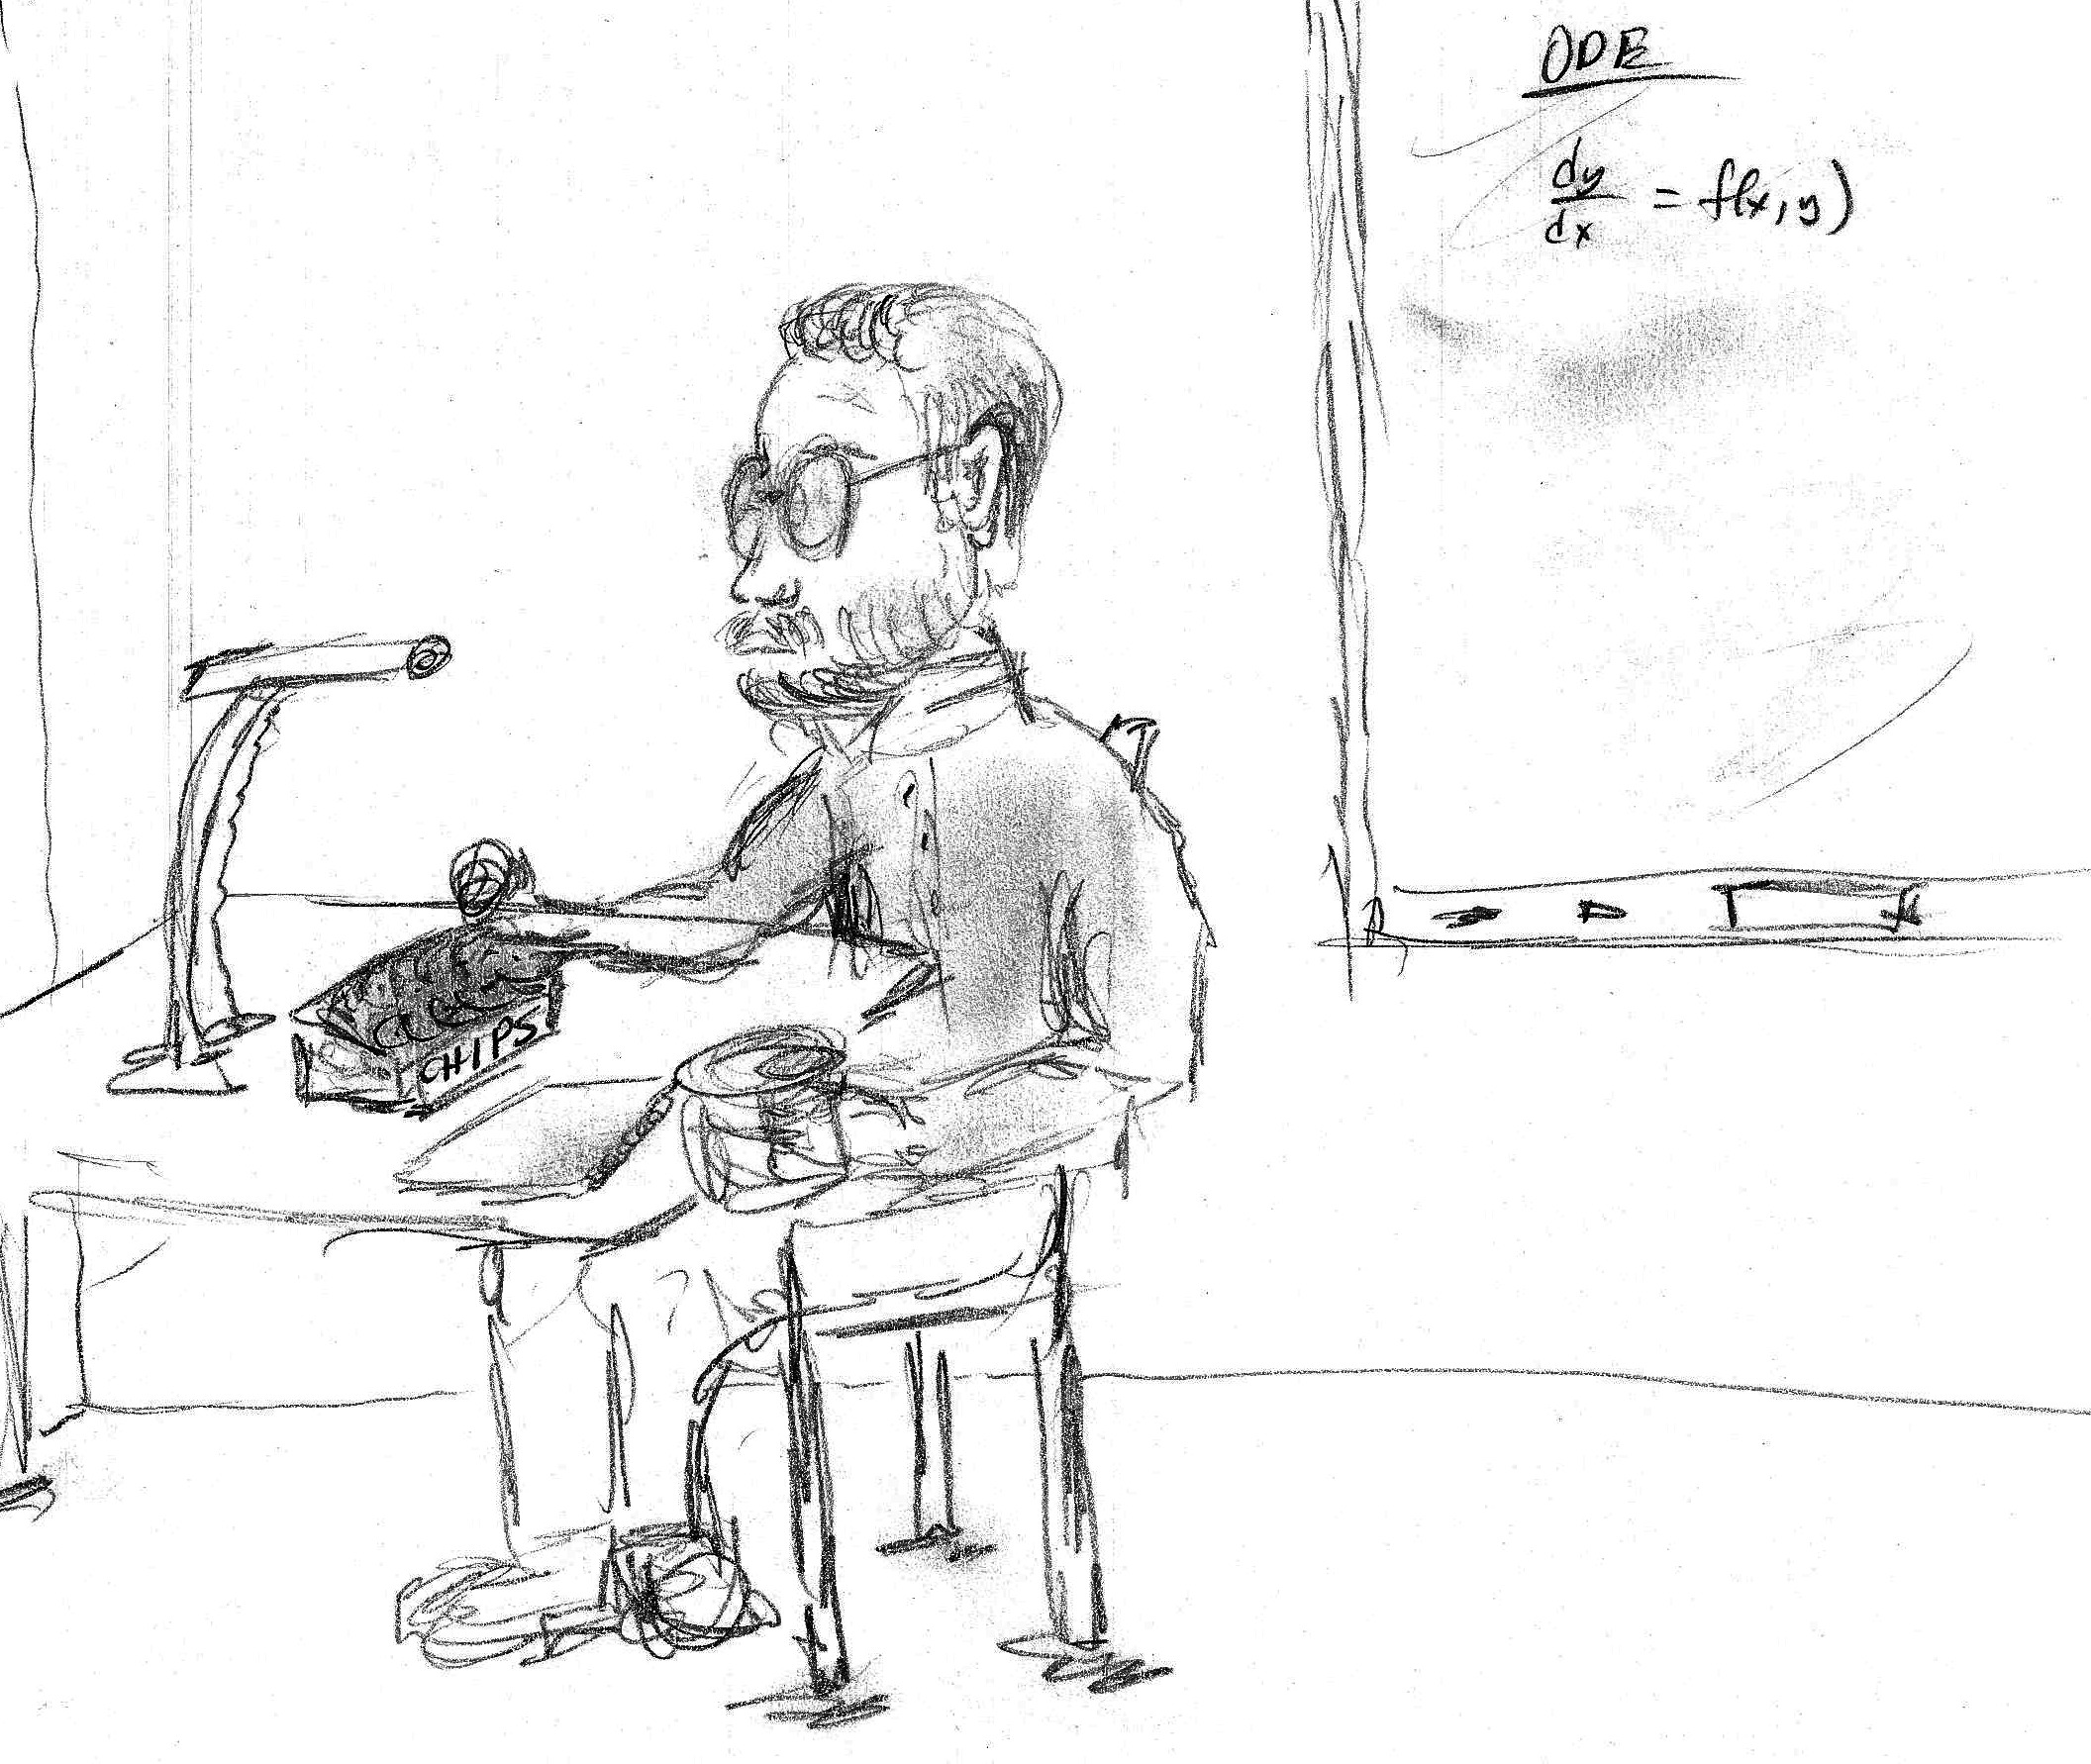 ODE
dy/dx = f(x,y)
CHIPS